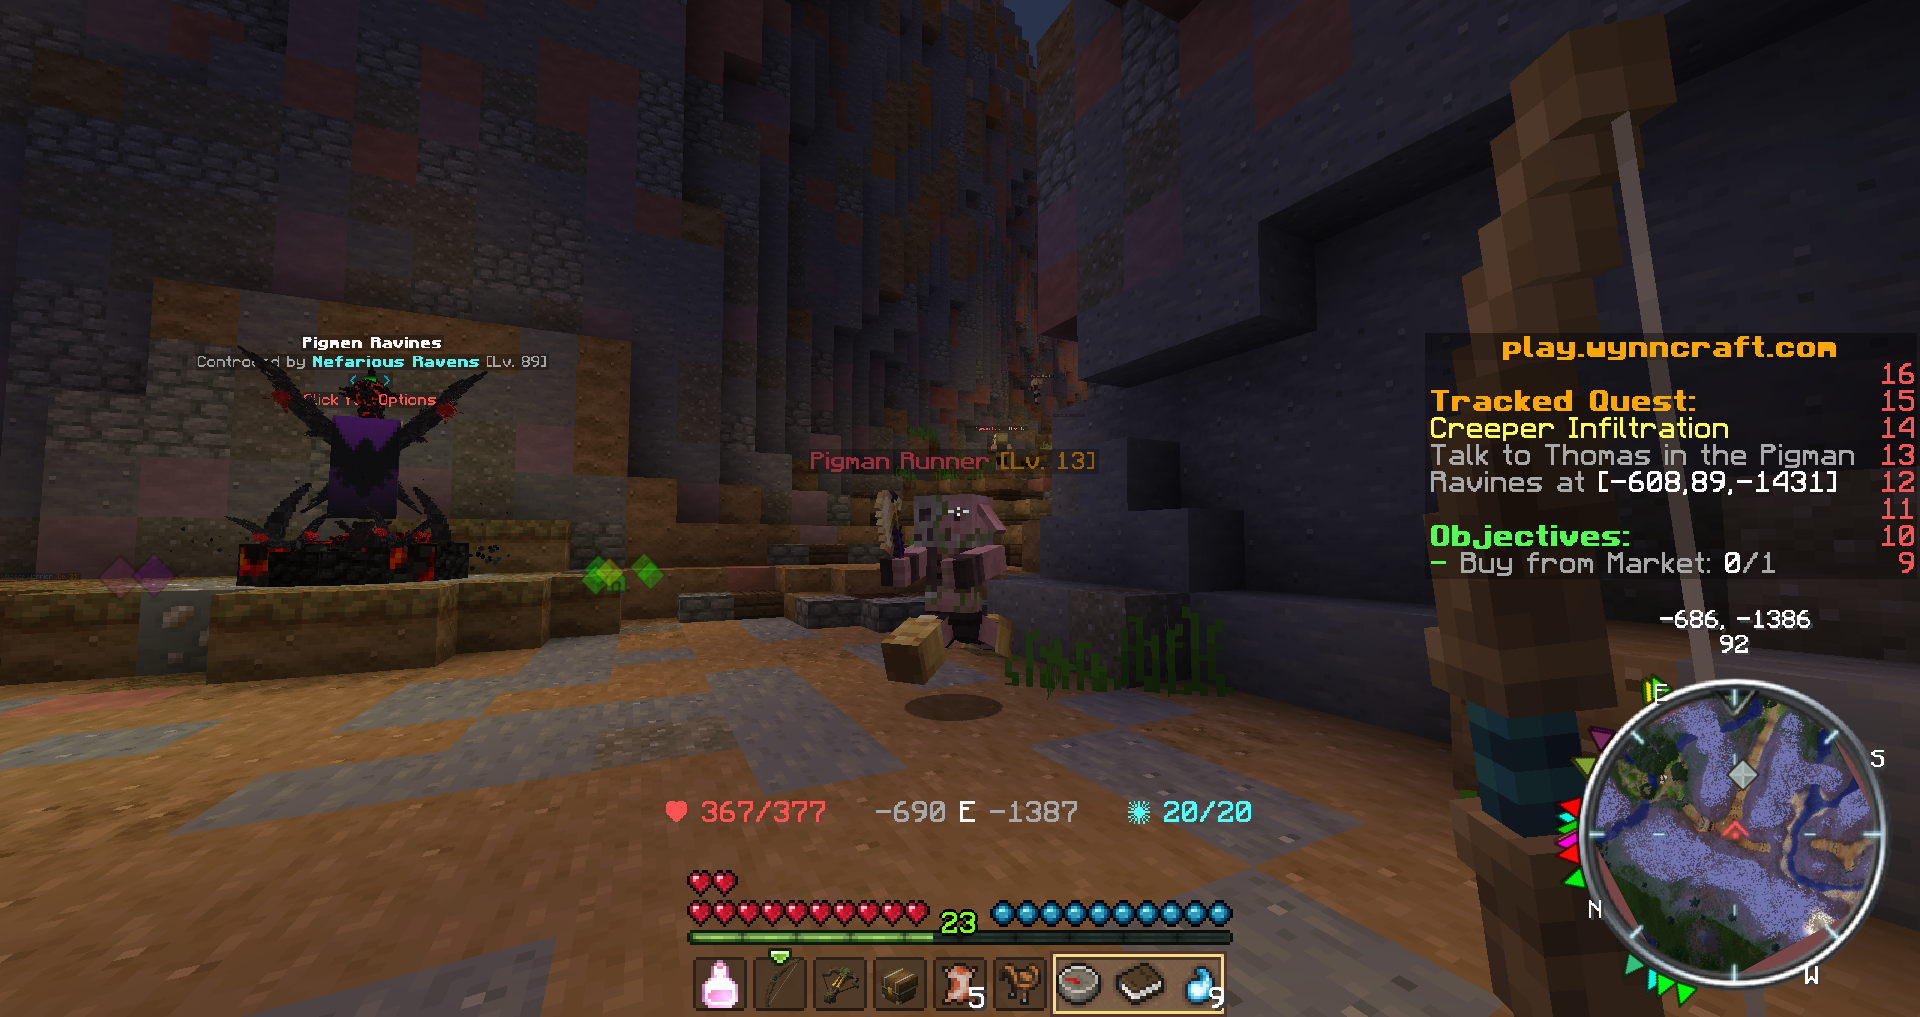 Pigmen Ravines
by Nefarious Ravens [Lv. 89]
Options
Pigman Runner [Lv. 13]
play.wynncraft.com
16
Tracked Quest: 15
Creeper Infiltration 14
Talk to Thomas in the Pigman 13
Ravines at [-608,89,-1431] 12
11
Objectives: 10
- Buy from Market: 0/1 9
-686, -1386
92
E
S
N
W
367/377 -690 E -1387 20/20
23
5
9